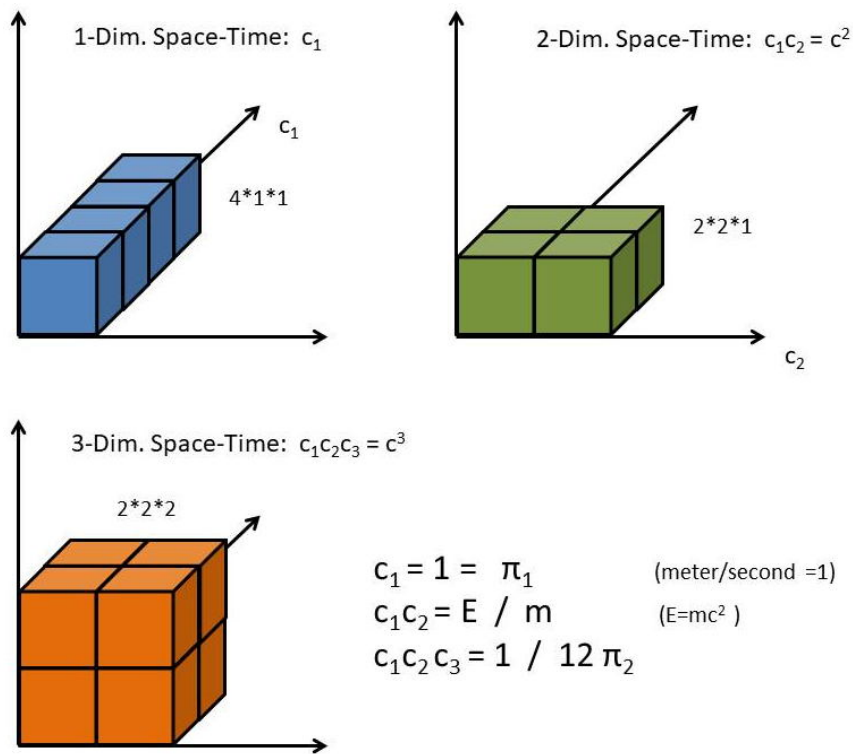 1-Dim. Space-Time: c₁
c₁
4*1*1
2-Dim. Space-Time: c₁c₂ = c²
2*2*1
c₂
3-Dim. Space-Time: c₁c₂c₃ = c³
2*2*2
c₁ = 1 = π₁ (meter/second =1)
c₁c₂ = E / m (E=mc² )
c₁c₂ c₃ = 1 / 12 π₂